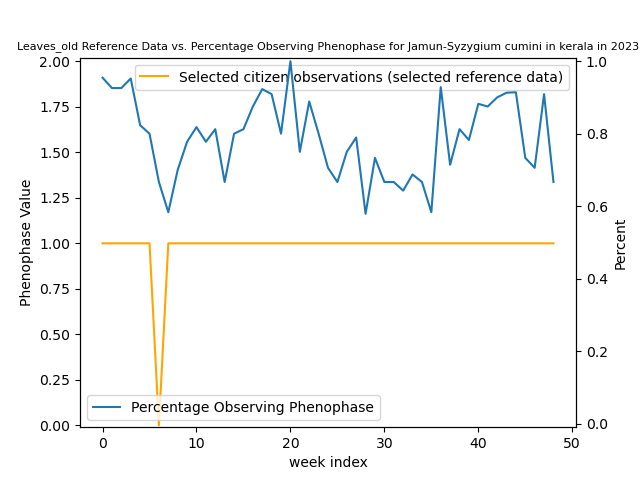 Leaves_old Reference Data vs. Percentage Observing Phenophase for Jamun-Syzygium cumini in kerala in 2023
2.00
1.75
1.50
1.25
1.00
0.75
0.50
0.25
0.00
Phenophase Value
Selected citizen observations (selected reference data)
Percentage Observing Phenophase
1.0
0.8
0.6
0.4
0.2
0.0
Percent
0 10 20 30 40 50
week index